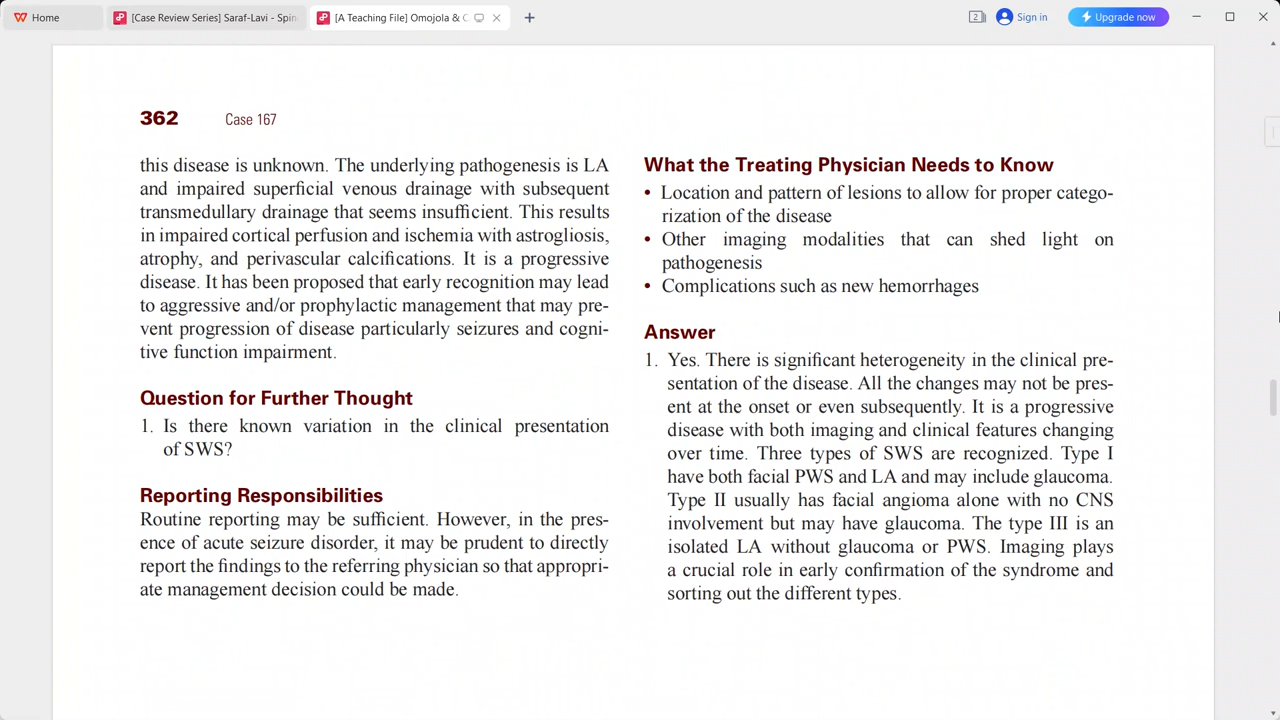 Home
[Case Review Series] Saraf-Lavi - Spin
[A Teaching File] Omojola & C
2
Sign in
Upgrade now
362 Case 167
this disease is unknown. The underlying pathogenesis is LA
and impaired superficial venous drainage with subsequent
transmedullary drainage that seems insufficient. This results
in impaired cortical perfusion and ischemia with astrogliosis,
atrophy, and perivascular calcifications. It is a progressive
disease. It has been proposed that early recognition may lead
to aggressive and/or prophylactic management that may pre-
vent progression of disease particularly seizures and cogni-
tive function impairment.
Question for Further Thought
1. Is there known variation in the clinical presentation
of SWS?
Reporting Responsibilities
Routine reporting may be sufficient. However, in the pres-
ence of acute seizure disorder, it may be prudent to directly
report the findings to the referring physician so that appropri-
ate management decision could be made.
What the Treating Physician Needs to Know
• Location and pattern of lesions to allow for proper catego-
rization of the disease
• Other imaging modalities that can shed light on
pathogenesis
• Complications such as new hemorrhages
Answer
1. Yes. There is significant heterogeneity in the clinical pre-
sentation of the disease. All the changes may not be pres-
ent at the onset or even subsequently. It is a progressive
disease with both imaging and clinical features changing
over time. Three types of SWS are recognized. Type I
have both facial PWS and LA and may include glaucoma.
Type II usually has facial angioma alone with no CNS
involvement but may have glaucoma. The type III is an
isolated LA without glaucoma or PWS. Imaging plays
a crucial role in early confirmation of the syndrome and
sorting out the different types.